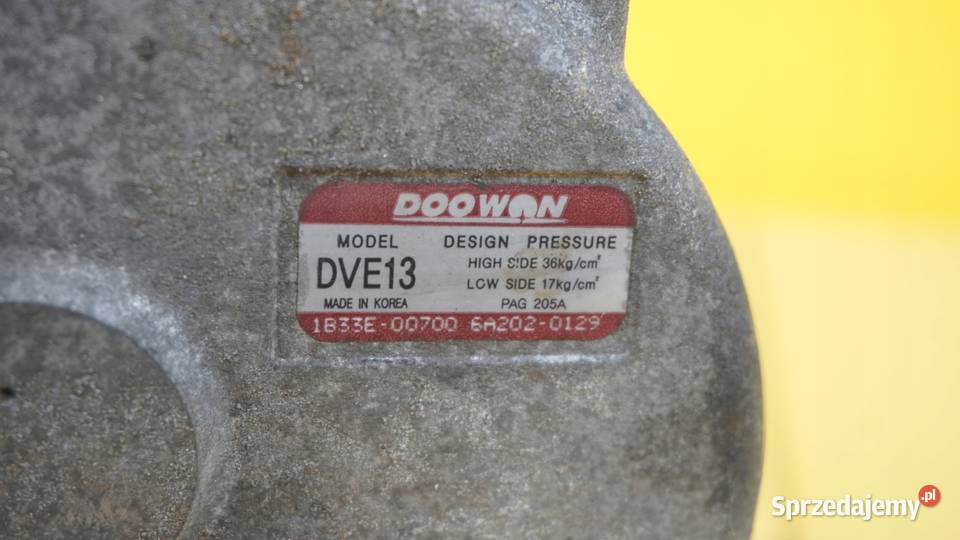 DOOWON
MODEL DESIGN PRESSURE
DVE13 HIGH SIDE 36kg/cm²
LOW SIDE 17kg/cm²
MADE IN KOREA PAG 205A
1B33E-00700 6A202-0129
Sprzedajemy.pl